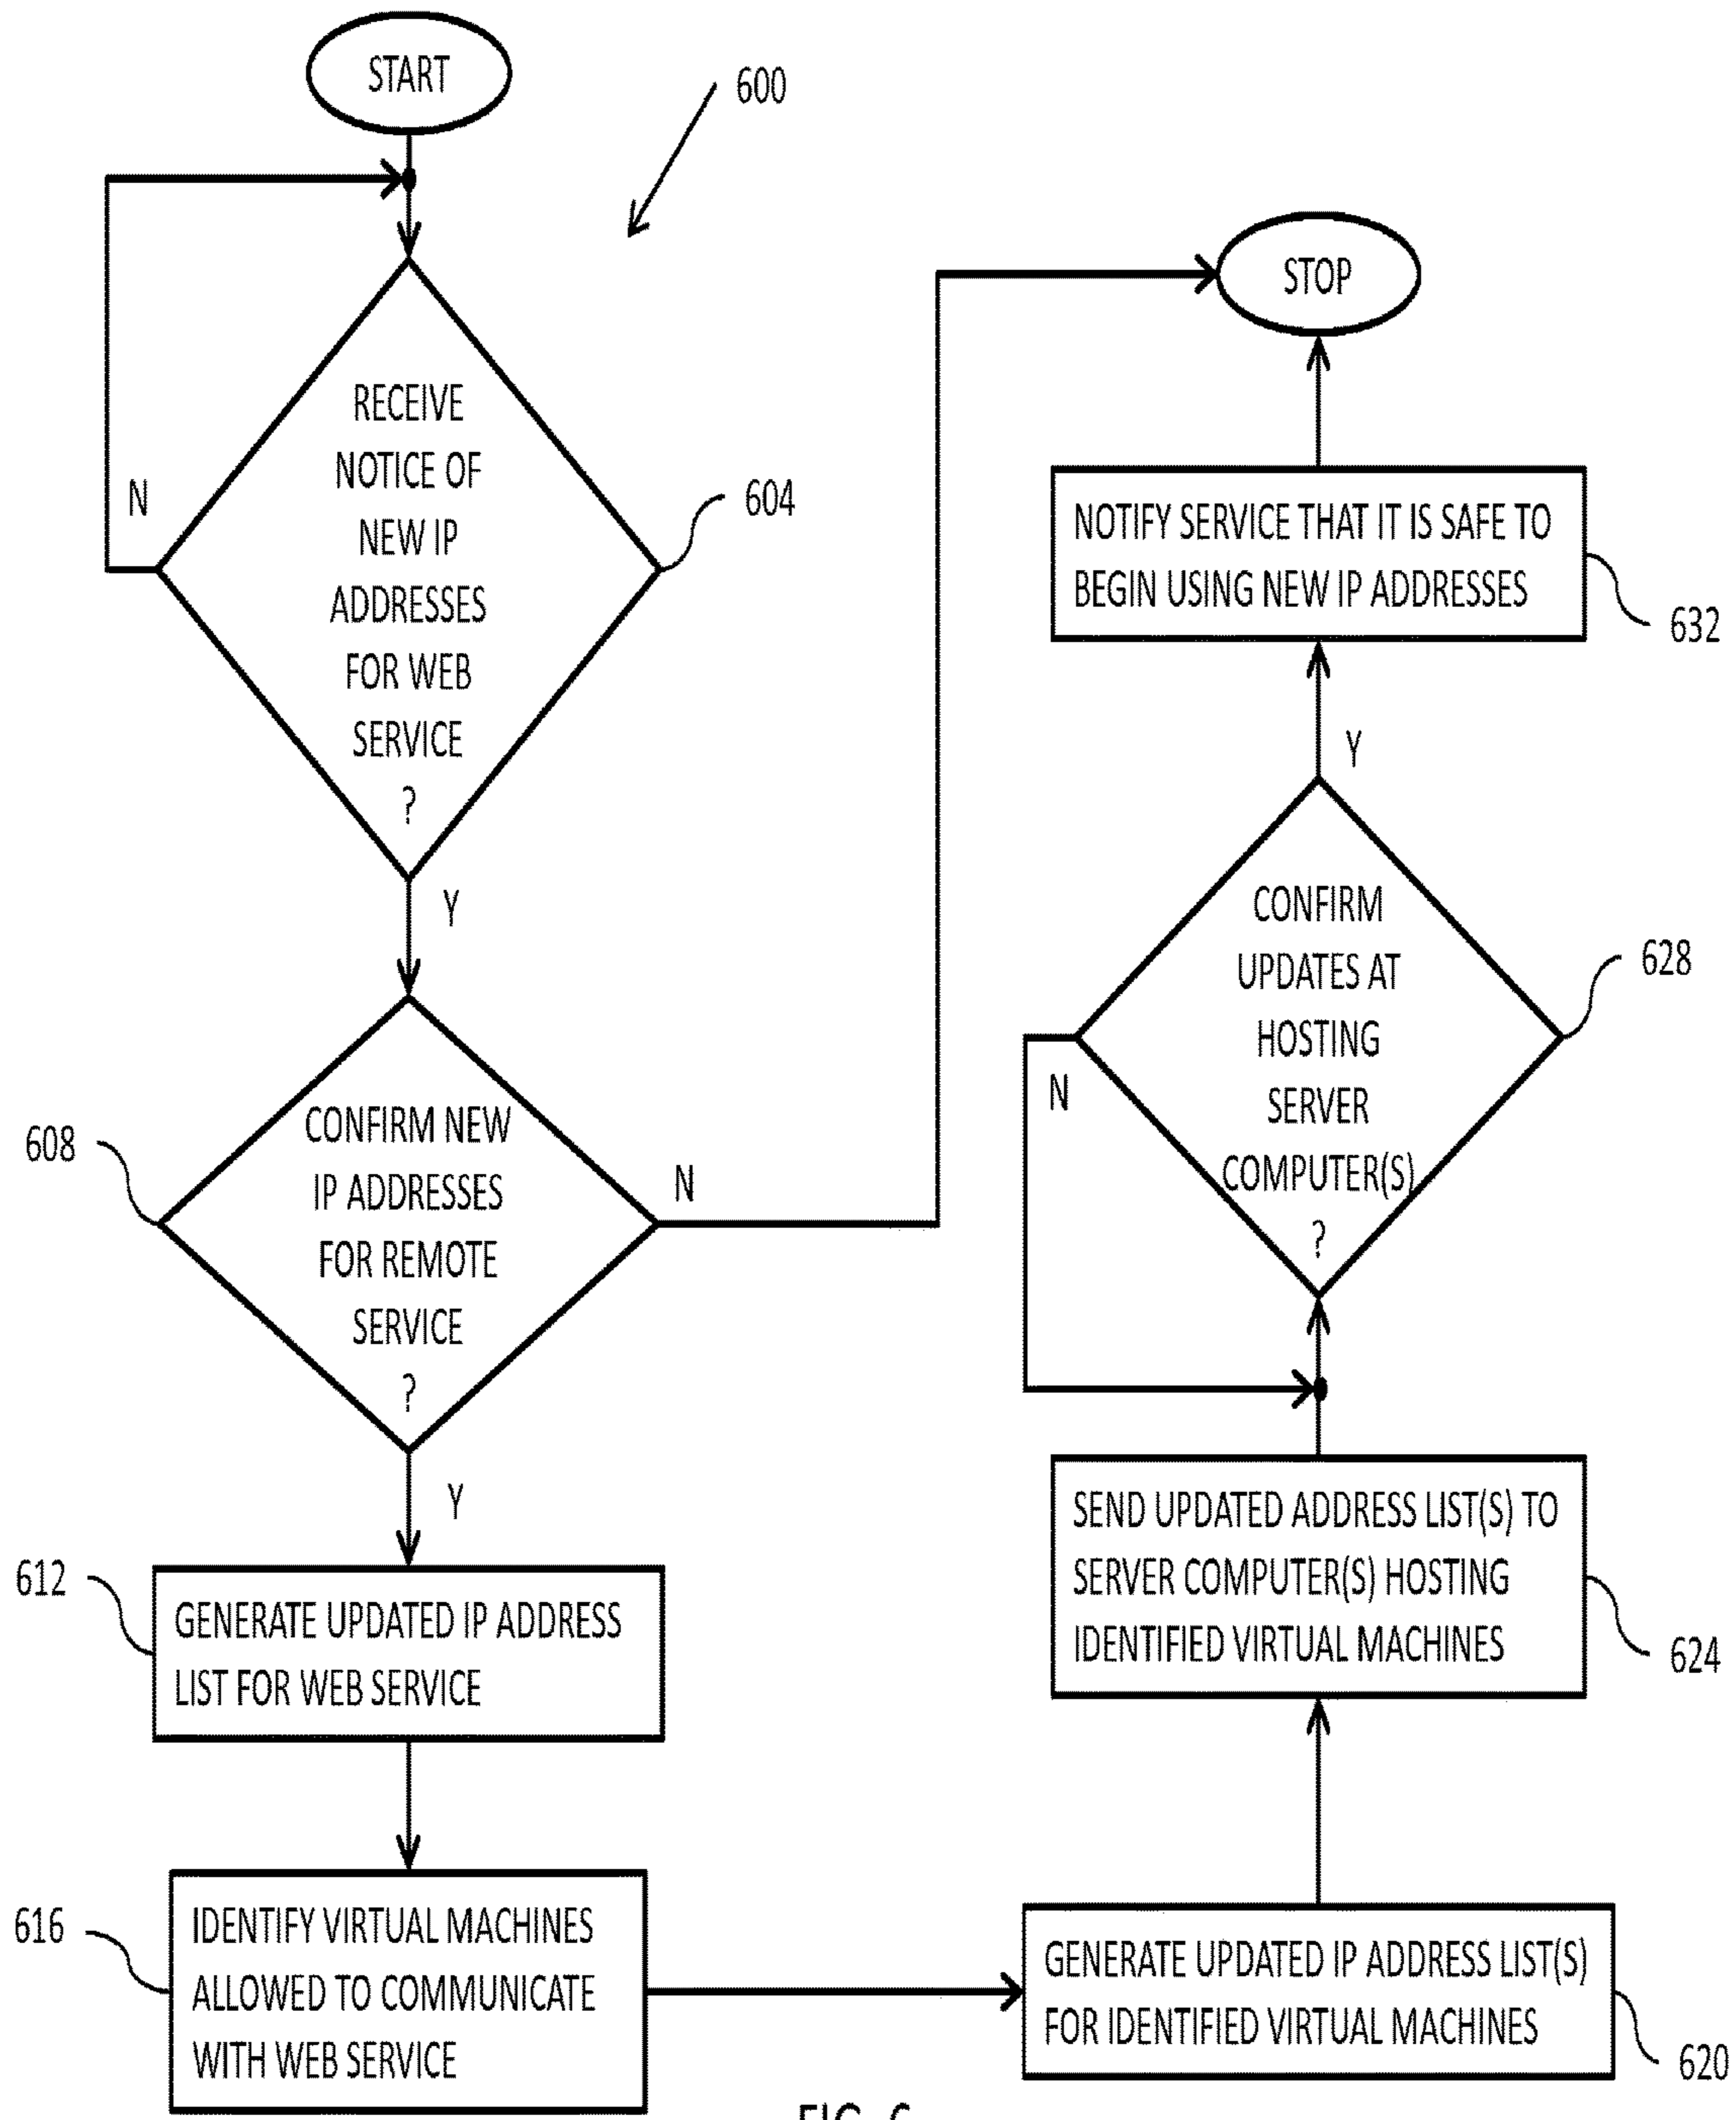 START
600
RECEIVE
NOTICE OF
NEW IP
ADDRESSES
FOR WEB
SERVICE
?
N
604
Y
608
CONFIRM NEW
IP ADDRESSES
FOR REMOTE
SERVICE
?
N
Y
612
GENERATE UPDATED IP ADDRESS
LIST FOR WEB SERVICE
616
IDENTIFY VIRTUAL MACHINES
ALLOWED TO COMMUNICATE
WITH WEB SERVICE
GENERATE UPDATED IP ADDRESS LIST(S)
FOR IDENTIFIED VIRTUAL MACHINES
620
SEND UPDATED ADDRESS LIST(S) TO
SERVER COMPUTER(S) HOSTING
IDENTIFIED VIRTUAL MACHINES
624
CONFIRM
UPDATES AT
HOSTING
SERVER
COMPUTER(S)
?
628
N
Y
NOTIFY SERVICE THAT IT IS SAFE TO
BEGIN USING NEW IP ADDRESSES
632
STOP
FIG. 6